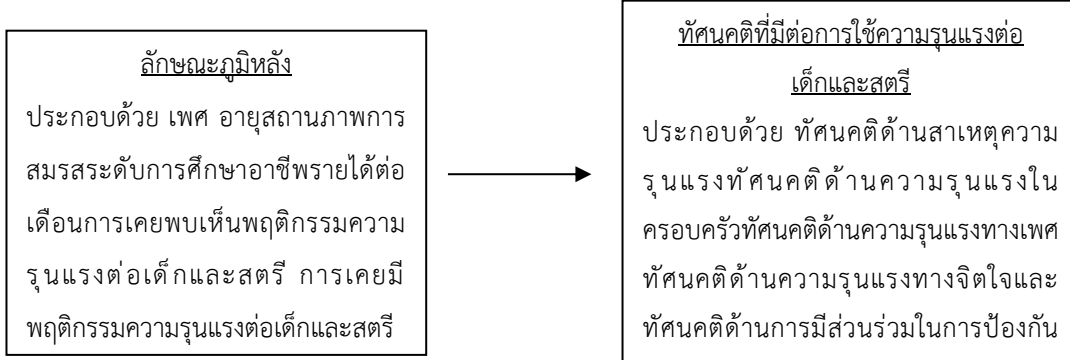 ลักษณะภูมิหลัง
ประกอบด้วย เพศ อายุสถานภาพการ
สมรสระดับการศึกษาอาชีพรายได้ต่อ
เดือนการเคยพบเห็นพฤติกรรมความ
รุนแรงต่อเด็กและสตรี การเคยมี
พฤติกรรมความรุนแรงต่อเด็กและสตรี
ทัศนคติที่มีต่อการใช้ความรุนแรงต่อ
เด็กและสตรี
ประกอบด้วย ทัศนคติด้านสาเหตุความ
รุนแรงทัศนคติด้านความรุนแรงใน
ครอบครัวทัศนคติด้านความรุนแรงทางเพศ
ทัศนคติด้านความรุนแรงทางจิตใจและ
ทัศนคติด้านการมีส่วนร่วมในการป้องกัน